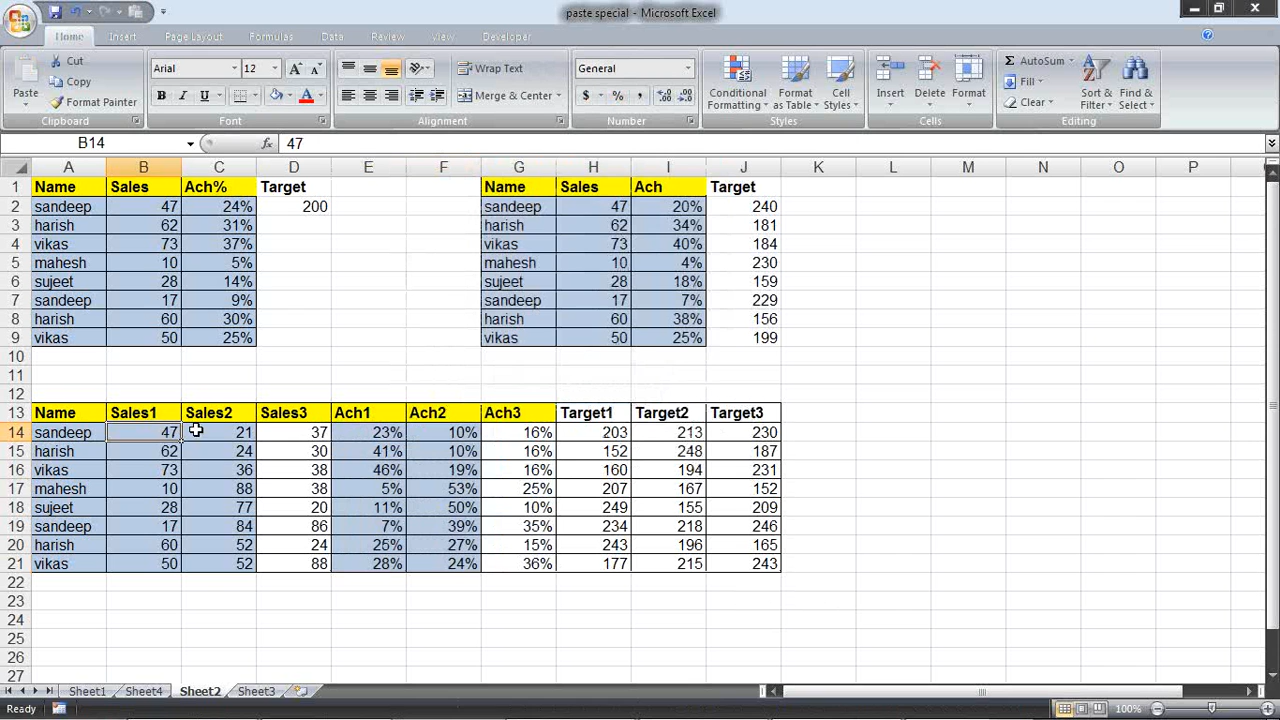 paste special - Microsoft Excel
Home Insert Page Layout Formulas Data Review View Developer
Paste Cut Copy Format Painter Clipboard
Arial 12 B I U Font
Wrap Text Merge & Center Alignment
General $ % , Number
Conditional Formatting Format as Table Cell Styles Styles
Insert Delete Format Cells
AutoSum Fill Clear Sort & Filter Find & Select Editing
B14 fx 47
A B C D E F G H I J K L M N O P
1 Name Sales Ach% Target Name Sales Ach Target
2 sandeep 47 24% 200 sandeep 47 20% 240
3 harish 62 31% harish 62 34% 181
4 vikas 73 37% vikas 73 40% 184
5 mahesh 10 5% mahesh 10 4% 230
6 sujeet 28 14% sujeet 28 18% 159
7 sandeep 17 9% sandeep 17 7% 229
8 harish 60 30% harish 60 38% 156
9 vikas 50 25% vikas 50 25% 199
10
11
12
13 Name Sales1 Sales2 Sales3 Ach1 Ach2 Ach3 Target1 Target2 Target3
14 sandeep 47 21 37 23% 10% 16% 203 213 230
15 harish 62 24 30 41% 10% 16% 152 248 187
16 vikas 73 36 38 46% 19% 16% 160 194 231
17 mahesh 10 88 38 5% 53% 25% 207 167 152
18 sujeet 28 77 20 11% 50% 10% 249 155 209
19 sandeep 17 84 86 7% 39% 35% 234 218 246
20 harish 60 52 24 25% 27% 15% 243 196 165
21 vikas 50 52 88 28% 24% 36% 177 215 243
22
23
24
25
26
27
Sheet1 Sheet4 Sheet2 Sheet3
Ready 100%